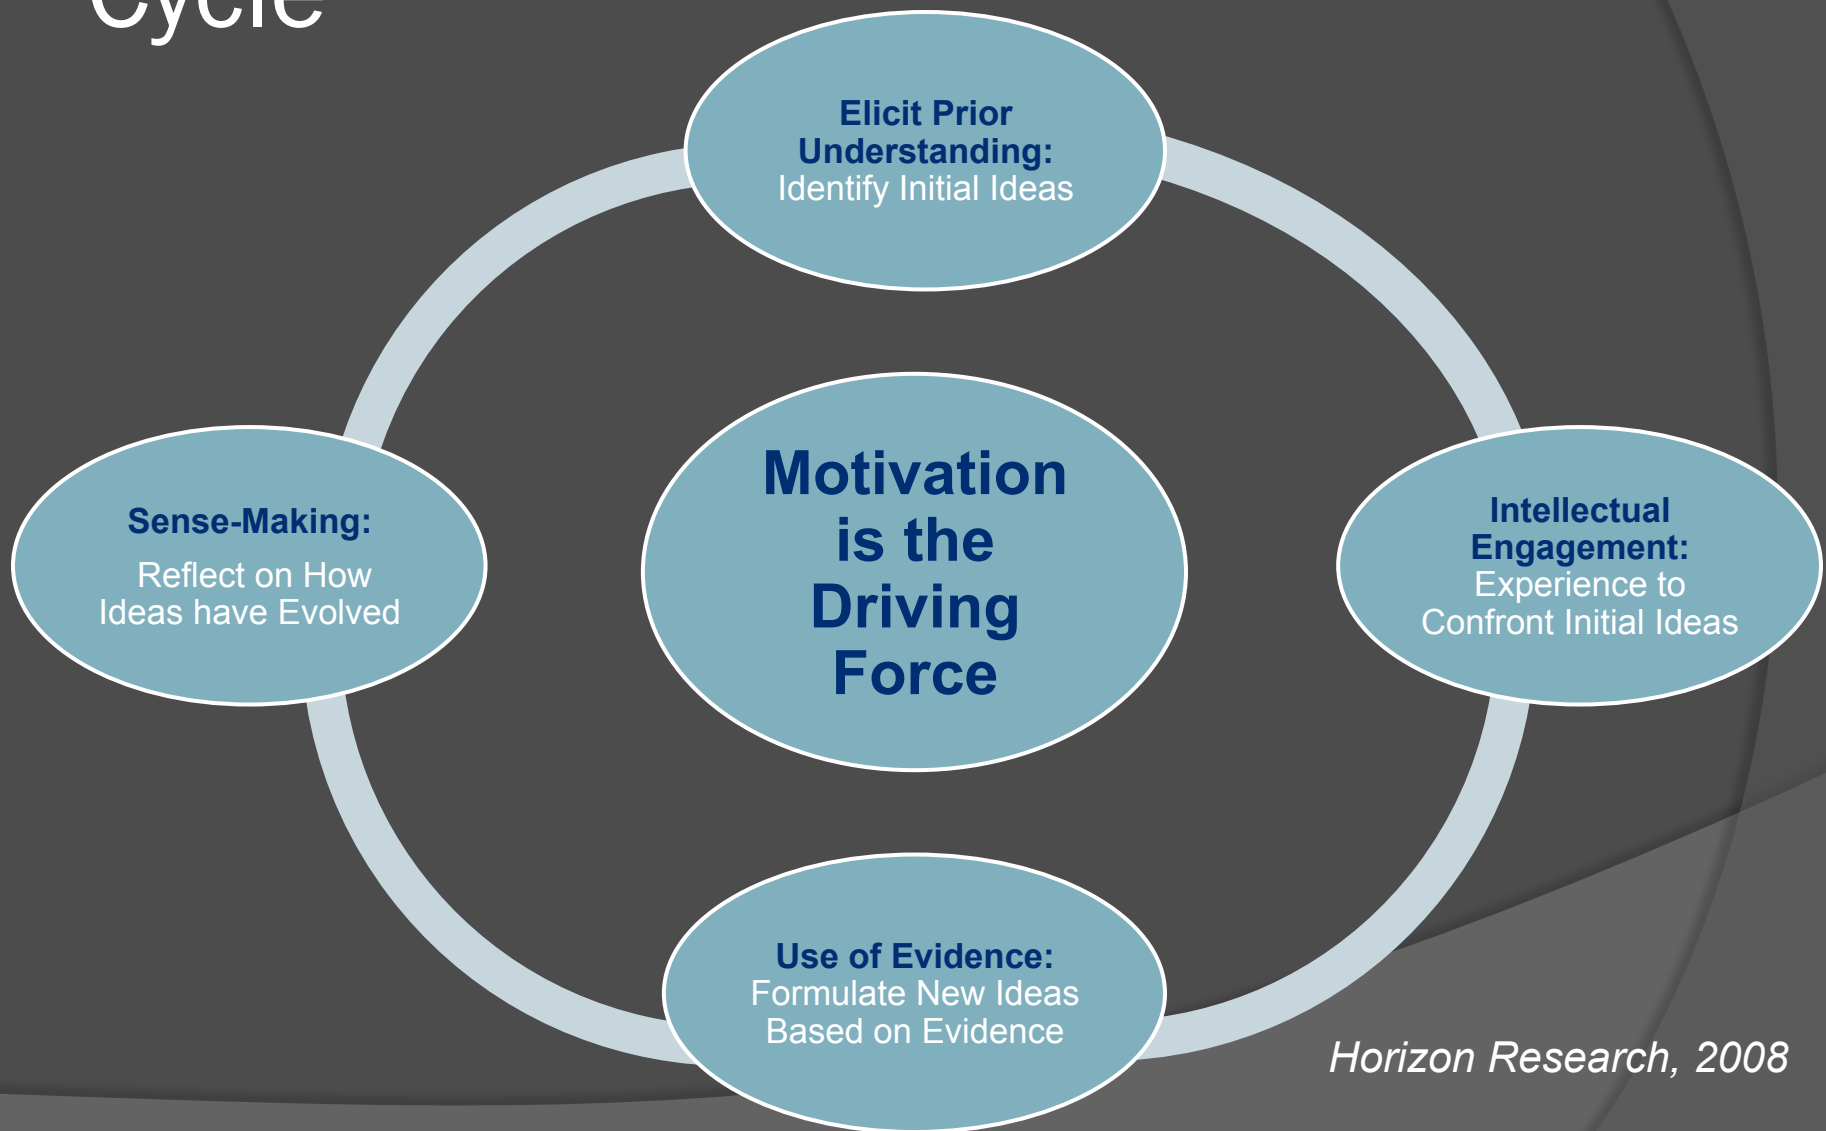 Cycle
Elicit Prior
Understanding:
Identify Initial Ideas
Motivation
is the
Driving
Force
Sense-Making:
Reflect on How
Ideas have Evolved
Intellectual
Engagement:
Experience to
Confront Initial Ideas
Use of Evidence:
Formulate New Ideas
Based on Evidence
Horizon Research, 2008